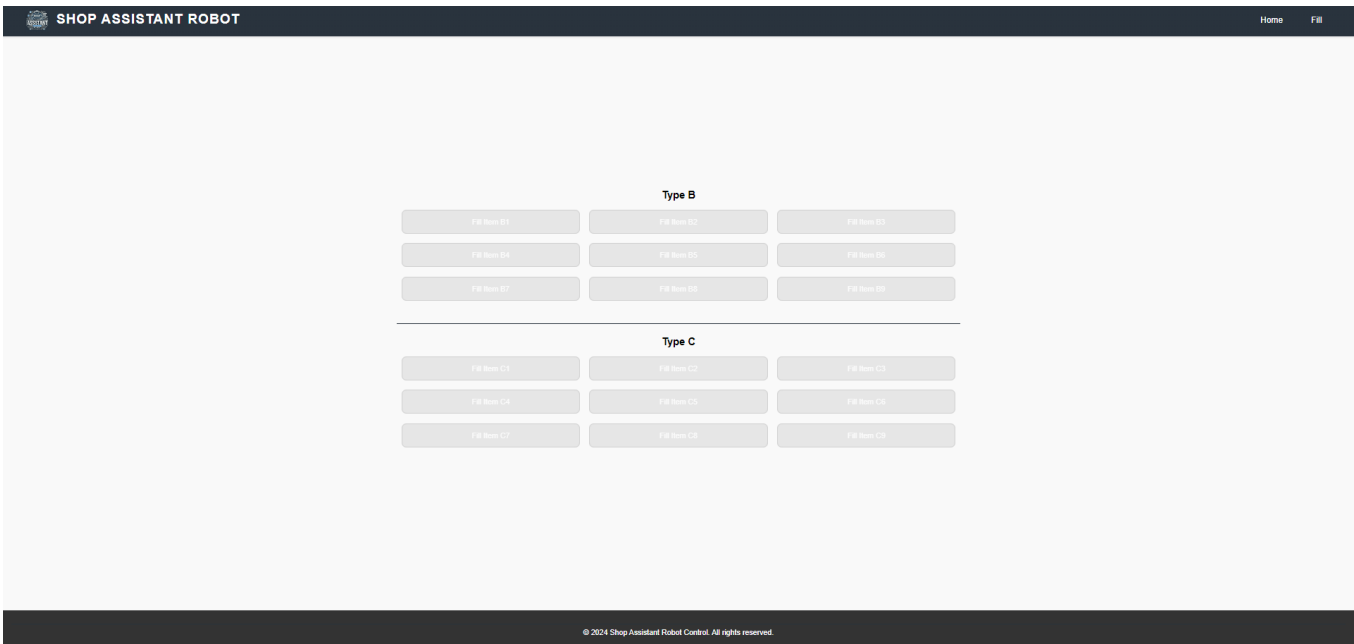 SHOP ASSISTANT ROBOT
Home Fill
Type B
Fill Item B1 Fill Item B2 Fill Item B3
Fill Item B4 Fill Item B5 Fill Item B6
Fill Item B7 Fill Item B8 Fill Item B9
Type C
Fill Item C1 Fill Item C2 Fill Item C3
Fill Item C4 Fill Item C5 Fill Item C6
Fill Item C7 Fill Item C8 Fill Item C9
© 2024 Shop Assistant Robot Control. All rights reserved.